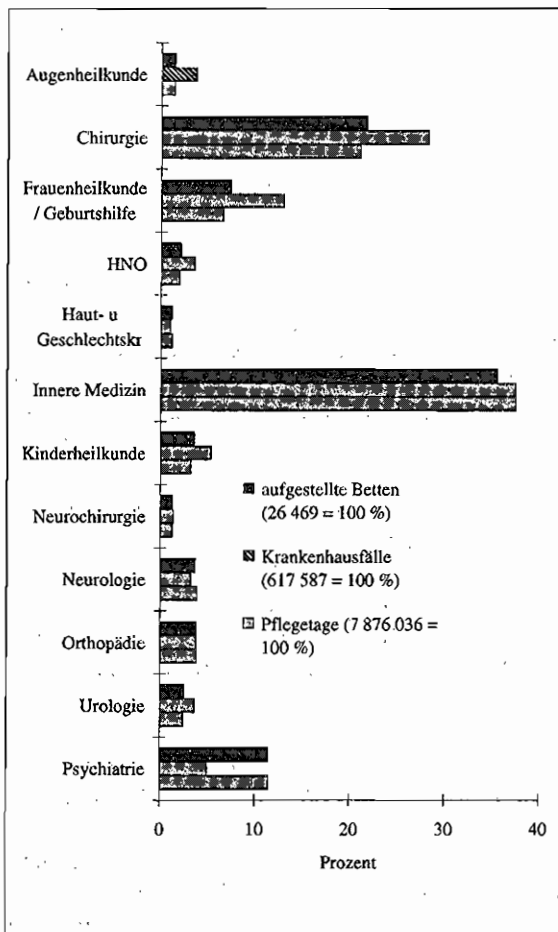 Augenheilkunde
Chirurgie
Frauenheilkunde
/ Geburtshilfe
HNO
Haut- u
Geschlechtskr
Innere Medizin
Kinderheilkunde
Neurochirurgie
Neurologie
Orthopädie
Urologie
Psychiatrie
aufgestellte Betten
(26 469 = 100 %)
Krankenhausfälle
(617 587 = 100 %)
Pflegetage (7 876 036 =
100 %)
0 10 20 30 40
Prozent